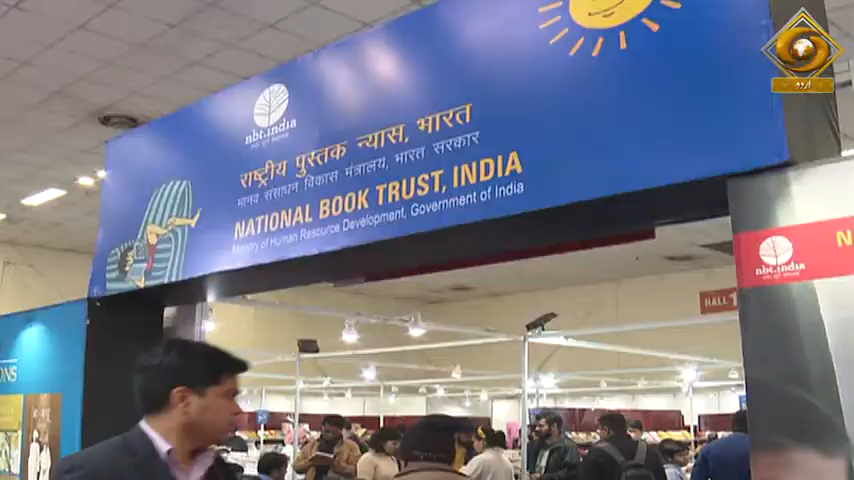 اردو
nbt.india
राष्ट्रीय पुस्तक न्यास, भारत
मानव संसाधन विकास मंत्रालय, भारत सरकार
NATIONAL BOOK TRUST, INDIA
Ministry of Human Resource Development, Government of India
nbt.india
HALL